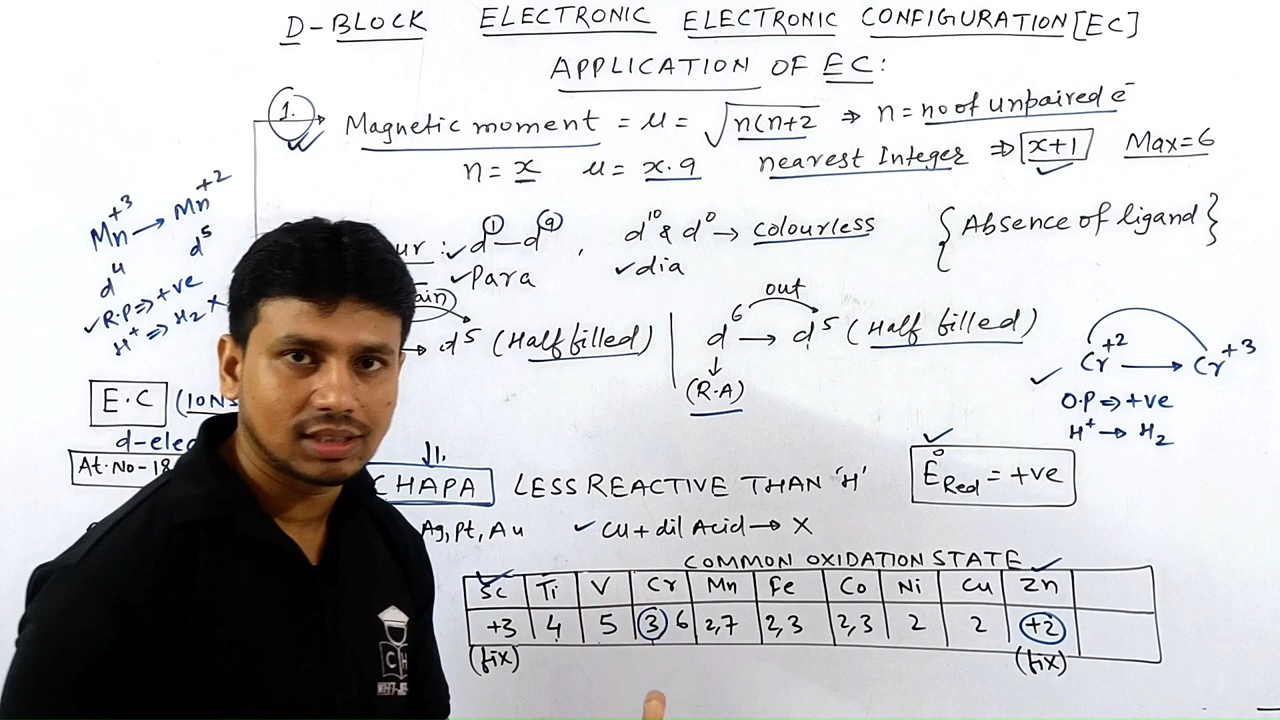 D-BLOCK ELECTRONIC ELECTRONIC CONFIGURATION[EC]
APPLICATION OF EC:
1. Magnetic moment = μ = √n(n+2 ⇒ n = no of unpaired e⁻
n = x μ = x.9 nearest Integer ⇒ x+1 Max=6
Mn⁺³ → Mn⁺²
d⁴ d⁵
✓R.P ⇒ +ve
H⁺ ⇒ H₂ ✗
ur : ✓d¹—d⁹, d¹⁰ & d⁰ → colourless {Absence of ligand}
✓Para ✓dia
ain
→ d⁵ (Half filled) | d⁶ → d⁵ (Half filled)
out
↓
(R.A)
Cr⁺² → Cr⁺³
✓
O.P ⇒ +ve
H⁺ → H₂
E.C (IONS
d-elec
At.No-18
CHAPA LESS REACTIVE THAN 'H' ✓ E°Red = +ve
Ag, Pt, Au ✓ Cu + dil Acid → X
COMMON OXIDATION STATE ✓
Sc Ti V Cr Mn Fe Co Ni Cu Zn
+3 4 5 3 6 2,7 2,3 2,3 2 2 +2
(fix) (fix)
CH